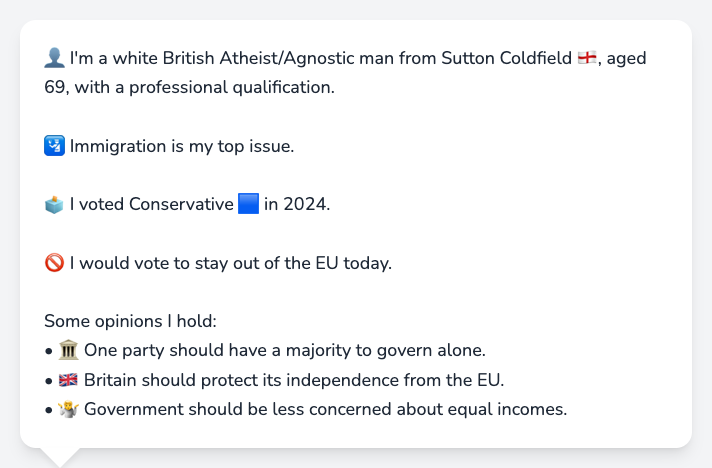 👤 I'm a white British Atheist/Agnostic man from Sutton Coldfield 🏴󠁧󠁢󠁥󠁮󠁧󠁿, aged
69, with a professional qualification.
🛂 Immigration is my top issue.
🗳️ I voted Conservative 🟦 in 2024.
🚫 I would vote to stay out of the EU today.
Some opinions I hold:
• 🏛️ One party should have a majority to govern alone.
• 🇬🇧 Britain should protect its independence from the EU.
• 🤷 Government should be less concerned about equal incomes.